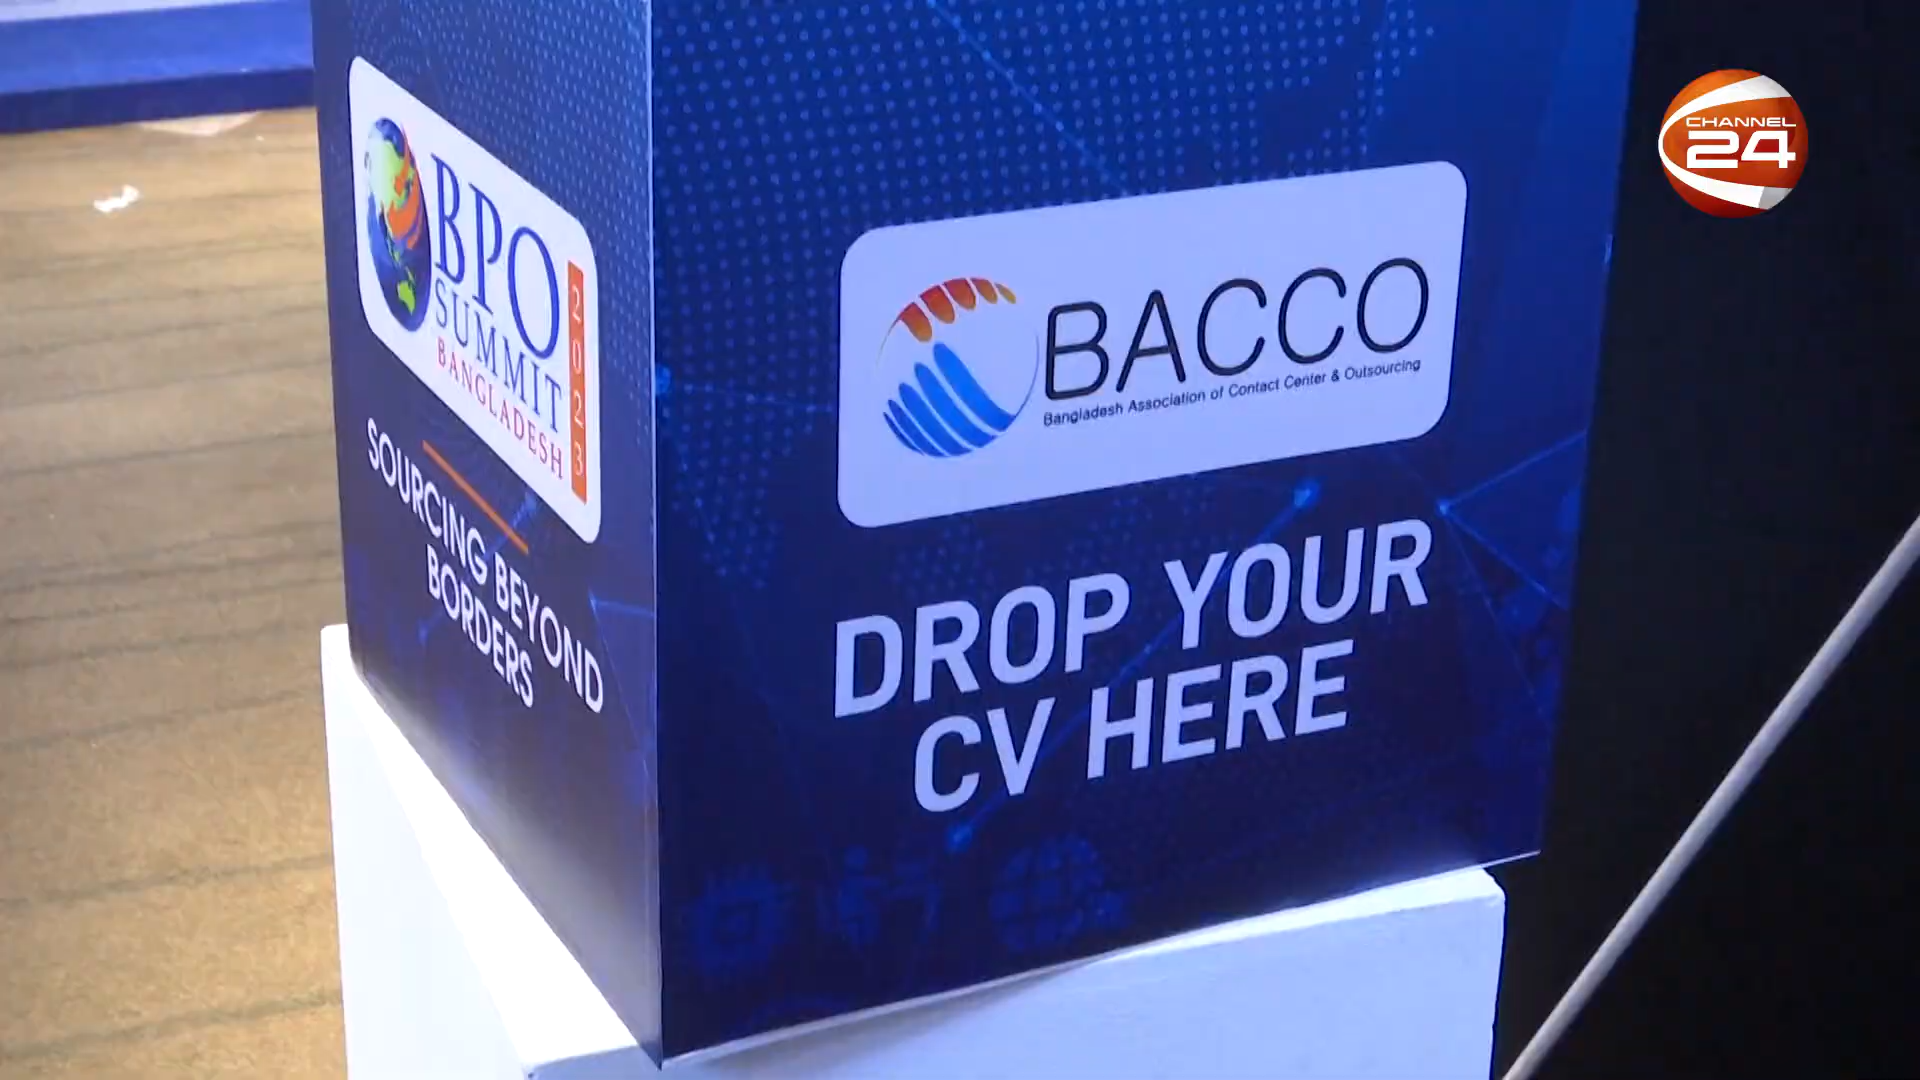 BPO
SUMMIT
BANGLADESH
2023
SOURCING BEYOND
BORDERS
BACCO
Bangladesh Association of Contact Center & Outsourcing
DROP YOUR
CV HERE
CHANNEL
24